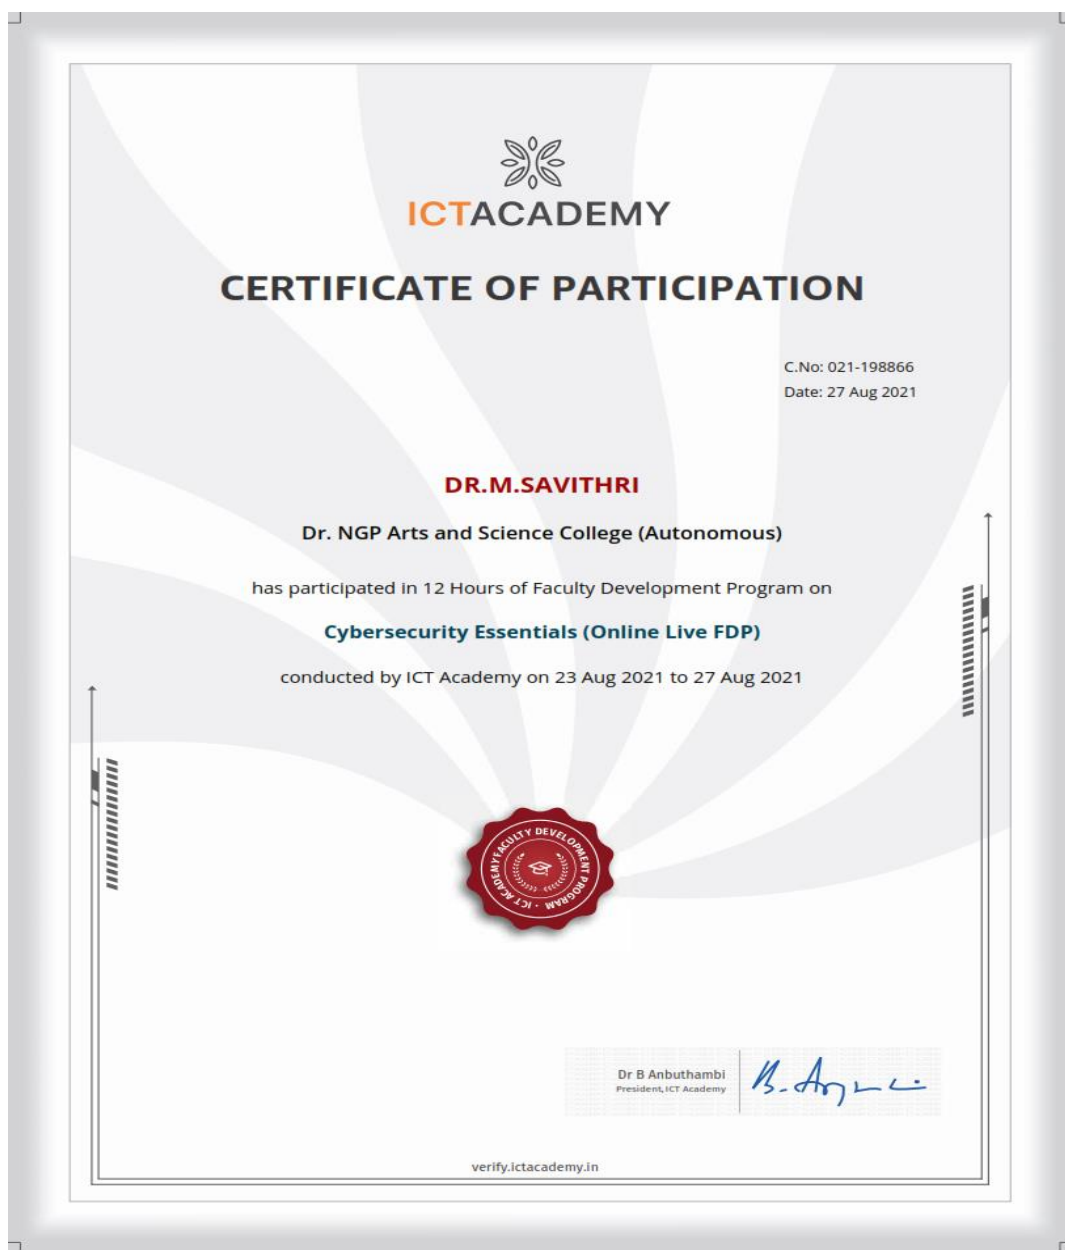 ICTACADEMY
CERTIFICATE OF PARTICIPATION
C.No: 021-198866
Date: 27 Aug 2021
DR.M.SAVITHRI
Dr. NGP Arts and Science College (Autonomous)
has participated in 12 Hours of Faculty Development Program on
Cybersecurity Essentials (Online Live FDP)
conducted by ICT Academy on 23 Aug 2021 to 27 Aug 2021
FACULTY DEVELOPMENT PROGRAM · ICT ACADEMY
Dr B Anbuthambi
President, ICT Academy
verify.ictacademy.in